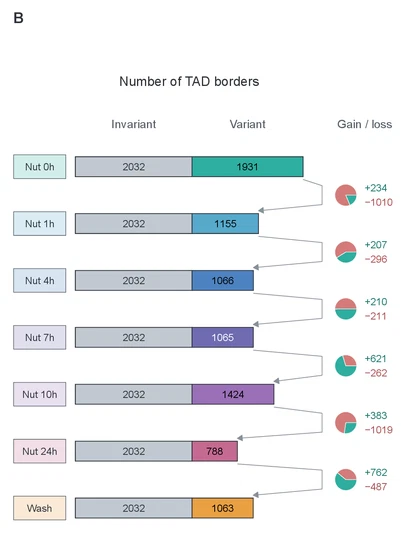 B
Number of TAD borders
Invariant Variant Gain / loss
Nut 0h 2032 1931
+234
−1010
Nut 1h 2032 1155
+207
−296
Nut 4h 2032 1066
+210
−211
Nut 7h 2032 1065
+621
−262
Nut 10h 2032 1424
+383
−1019
Nut 24h 2032 788
+762
−487
Wash 2032 1063